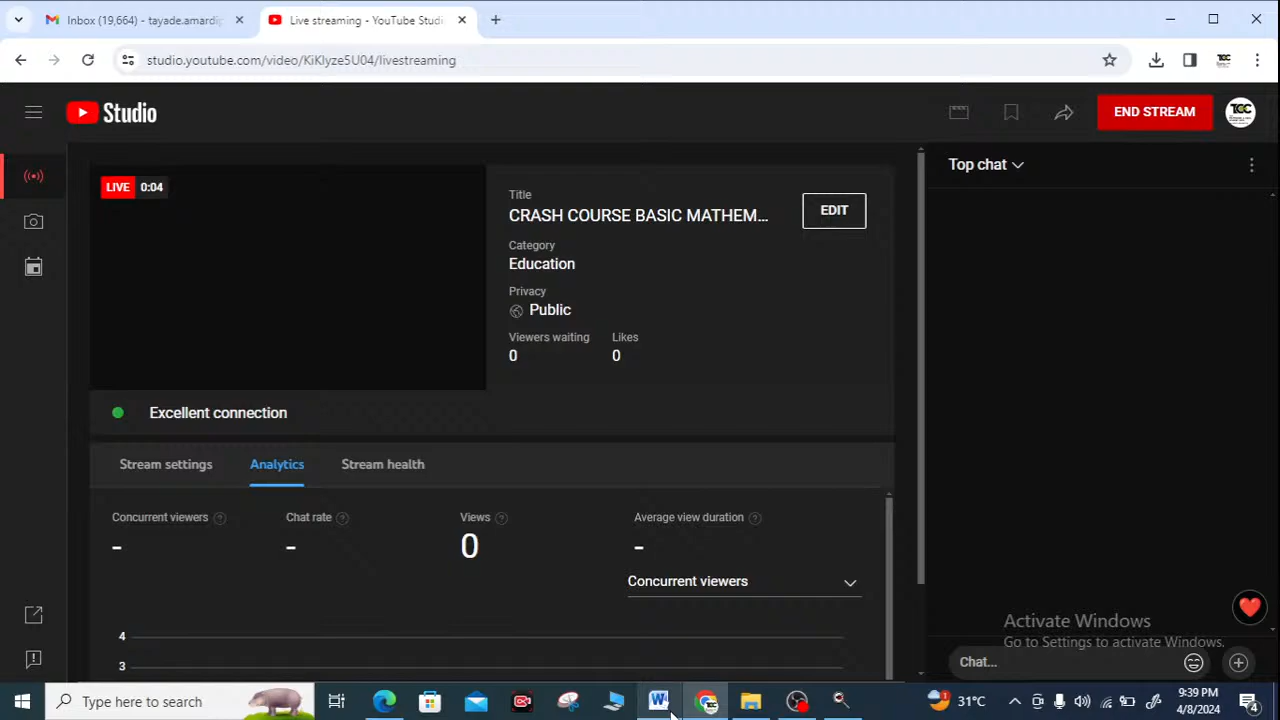 Inbox (19,664) - tayade.amardip
Live streaming - YouTube Studi
studio.youtube.com/video/KiKlyze5U04/livestreaming
Studio
END STREAM
TCC
LIVE 0:04
Title
CRASH COURSE BASIC MATHEM...
EDIT
Category
Education
Privacy
Public
Viewers waiting Likes
0 0
Top chat
Excellent connection
Stream settings Analytics Stream health
Concurrent viewers Chat rate Views Average view duration
- - 0 -
Concurrent viewers
4
3
Activate Windows
Go to Settings to activate Windows.
Chat...
Type here to search
31°C
9:39 PM
4/8/2024
4